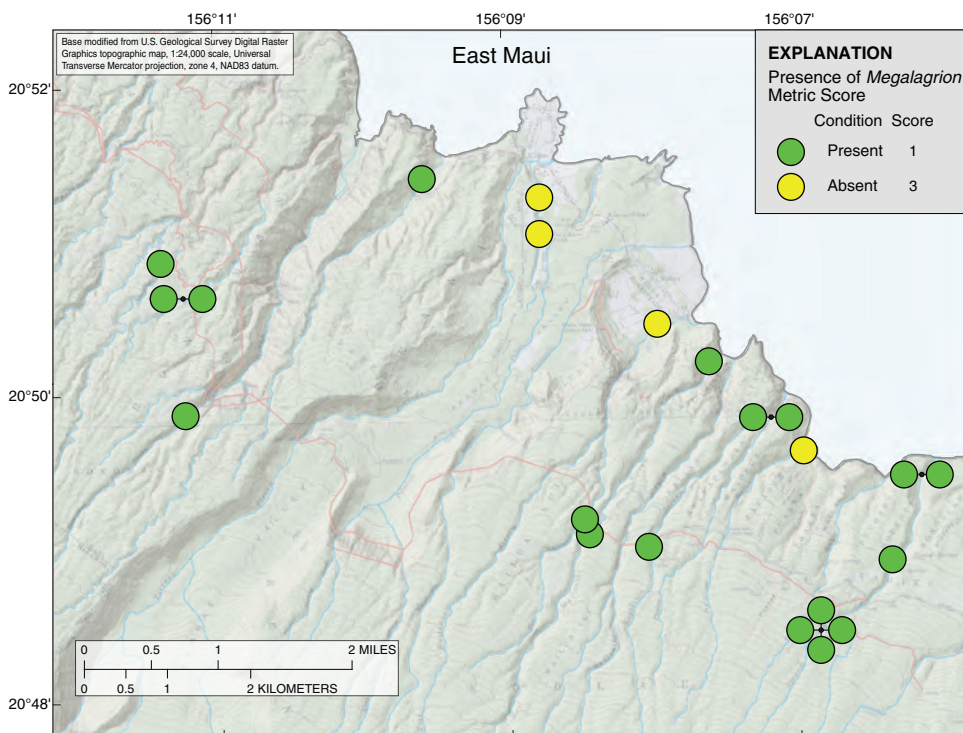 156°11'
156°09'
156°07'
Base modified from U.S. Geological Survey Digital Raster
Graphics topographic map, 1:24,000 scale, Universal
Transverse Mercator projection, zone 4, NAD83 datum.
East Maui
EXPLANATION
Presence of Megalagrion
Metric Score
Condition Score
Present 1
Absent 3
20°52'
20°50'
20°48'
0 0.5 1 2 MILES
0 0.5 1 2 KILOMETERS